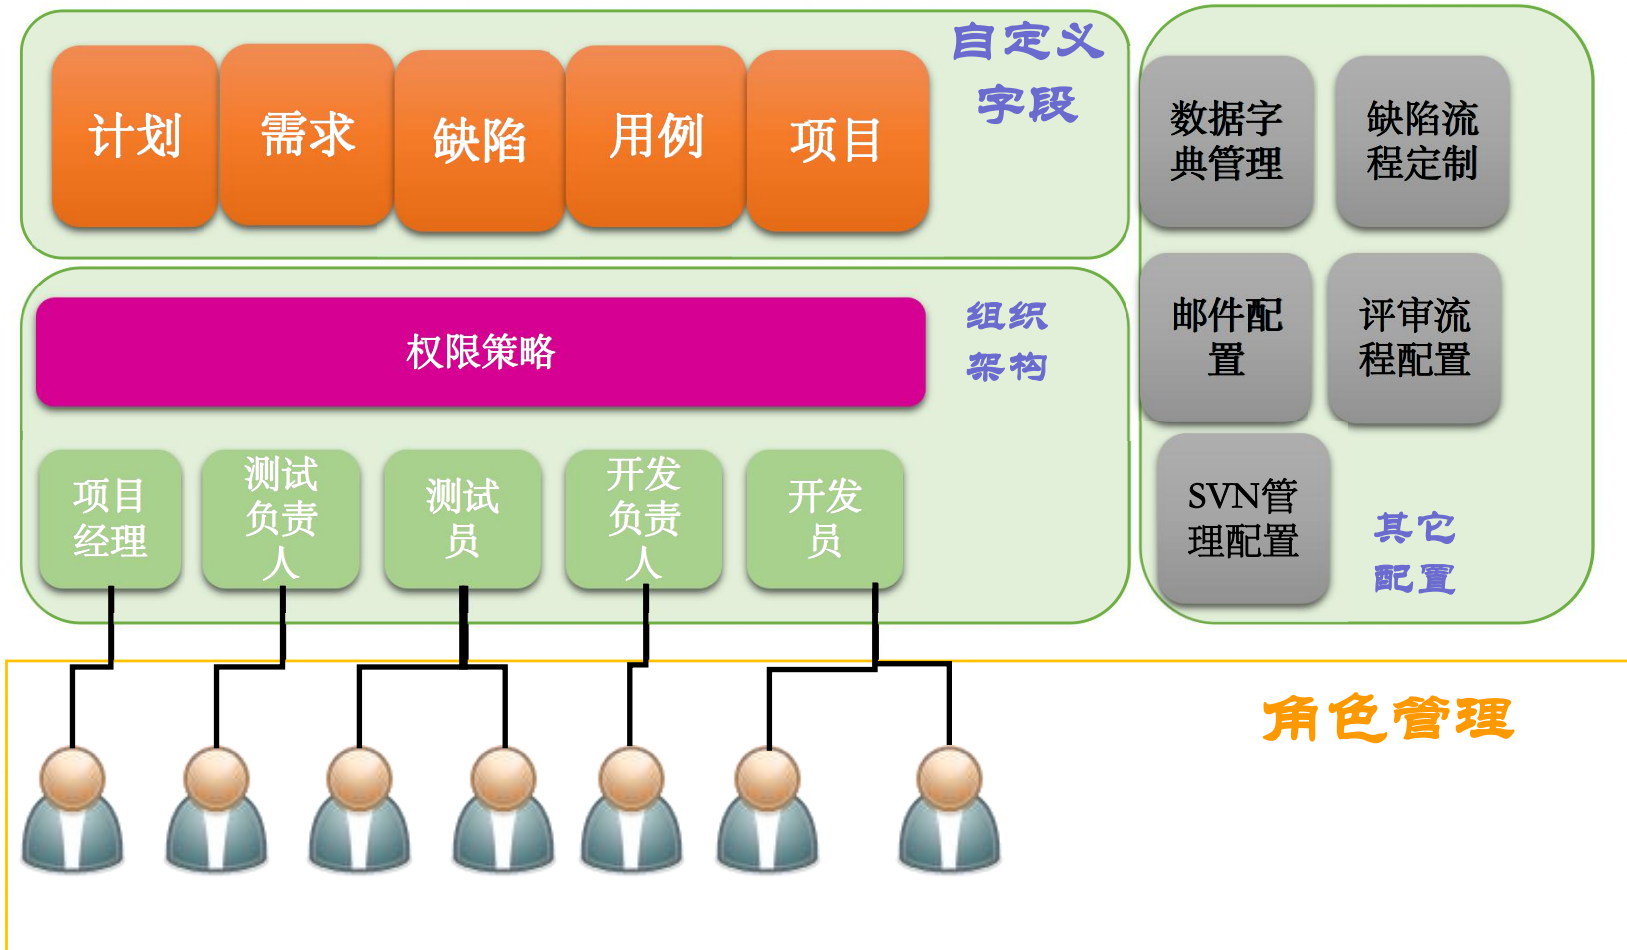 计划
需求
缺陷
用例
项目
自定义
字段
权限策略
组织
架构
项目
经理
测试
负责
人
测试
员
开发
负责
人
开发
员
数据字
典管理
缺陷流
程定制
邮件配
置
评审流
程配置
SVN管
理配置
其它
配置
角色管理